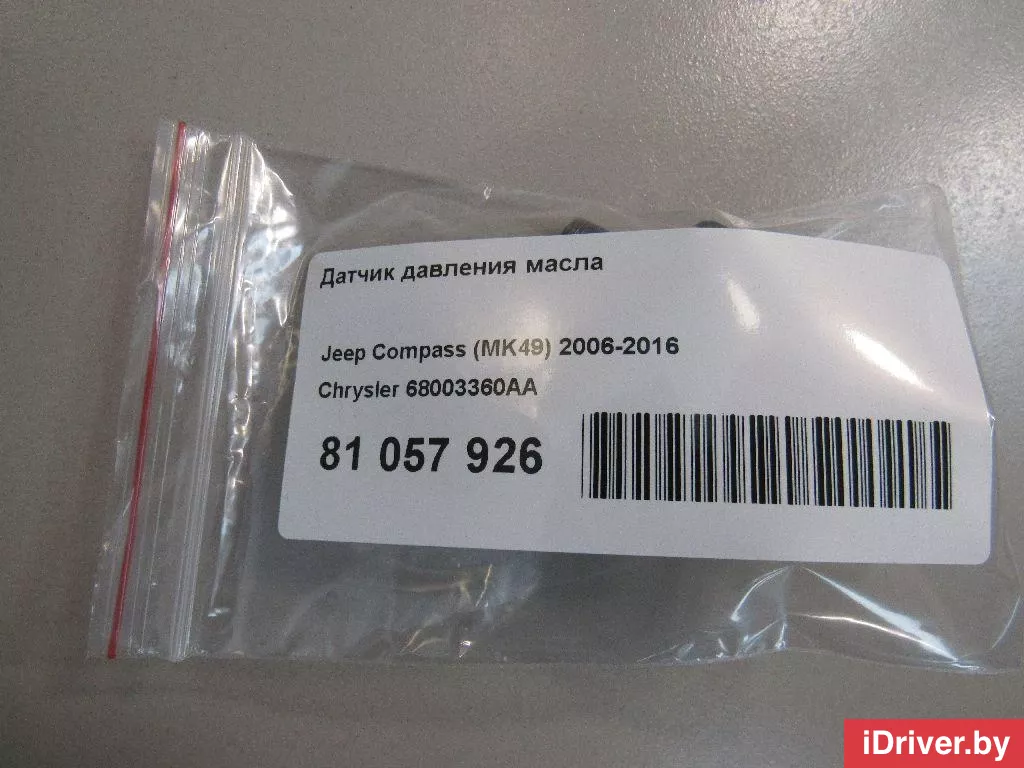 Датчик давления масла
Jeep Compass (MK49) 2006-2016
Chrysler 68003360AA
81 057 926
iDriver.by